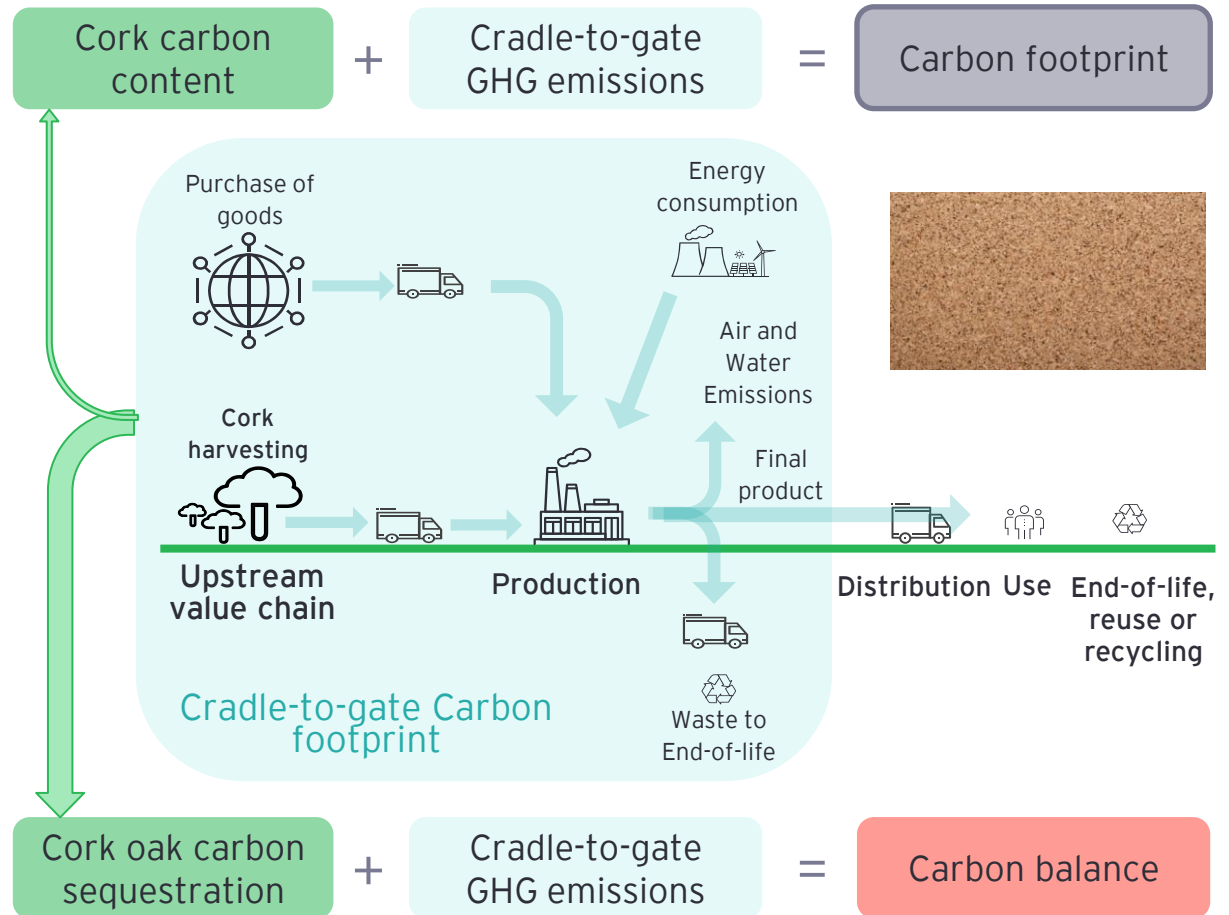 Cork carbon
content
+
Cradle-to-gate
GHG emissions
=
Carbon footprint
Purchase of
goods
Energy
consumption
Air and
Water
Emissions
Cork
harvesting
Final
product
Upstream
value chain
Production
Distribution
Use
End-of-life,
reuse or
recycling
Cradle-to-gate Carbon
footprint
Waste to
End-of-life
Cork oak carbon
sequestration
+
Cradle-to-gate
GHG emissions
=
Carbon balance